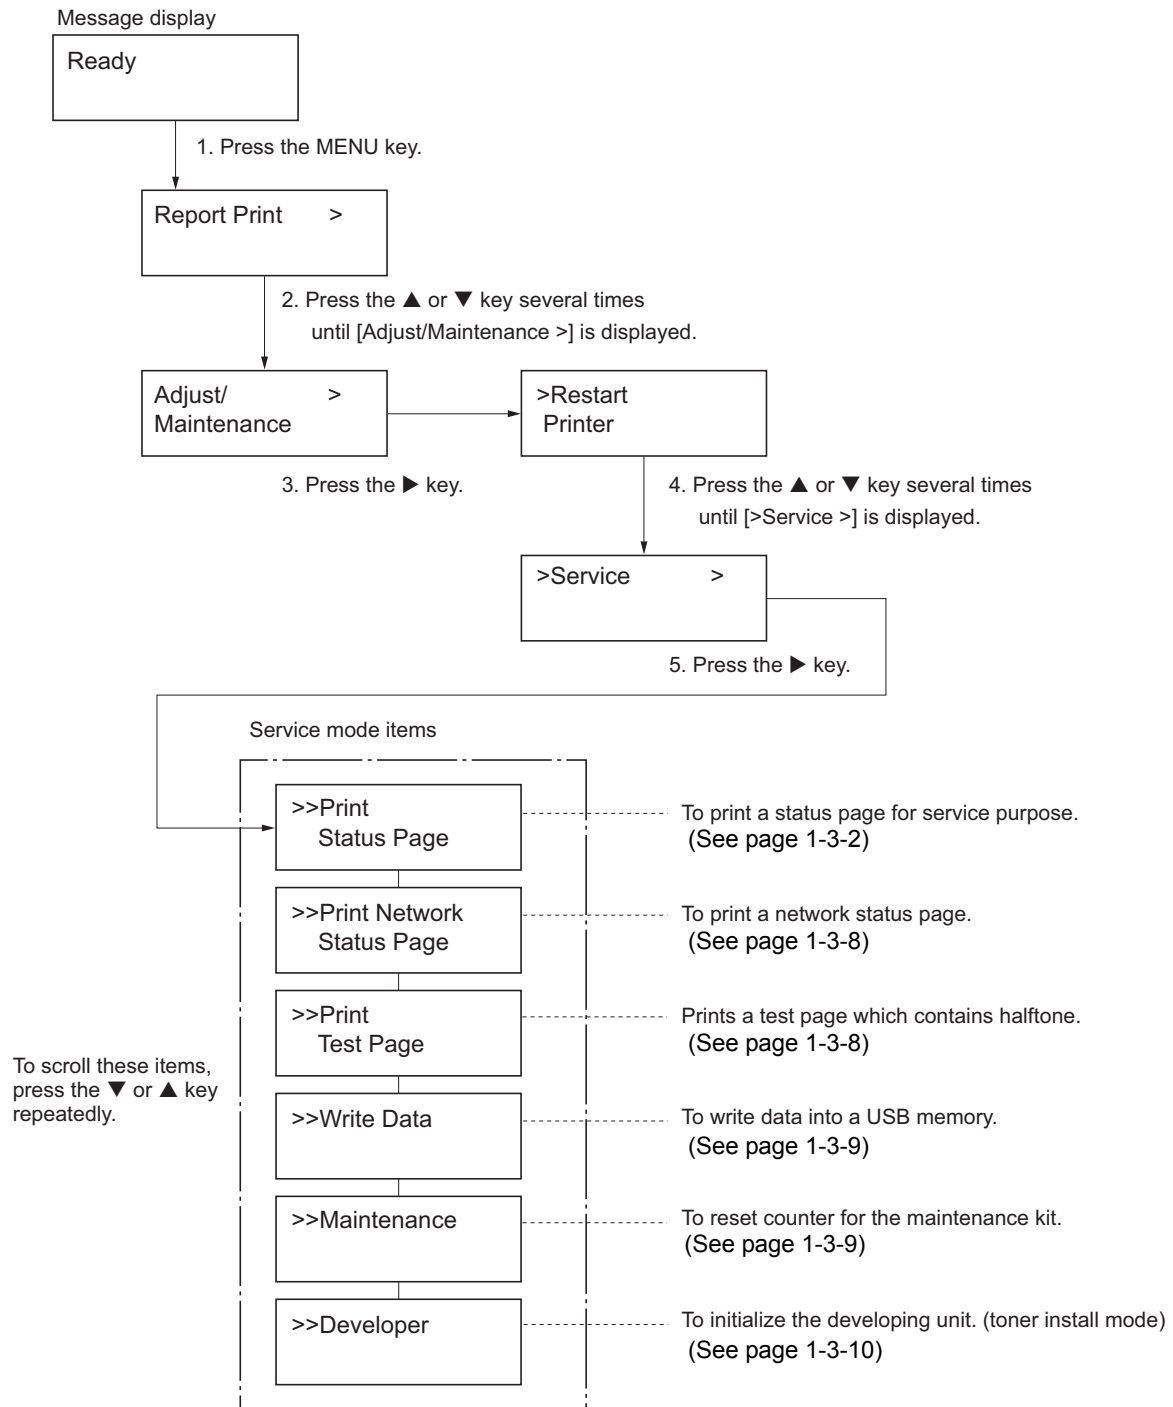 Message display
Ready
1. Press the MENU key.
Report Print >
2. Press the ▲ or ▼ key several times
until [Adjust/Maintenance >] is displayed.
Adjust/ >
Maintenance
>Restart
Printer
3. Press the ▶ key.
4. Press the ▲ or ▼ key several times
until [>Service >] is displayed.
>Service >
5. Press the ▶ key.
Service mode items
>>Print
Status Page
To print a status page for service purpose.
(See page 1-3-2)
>>Print Network
Status Page
To print a network status page.
(See page 1-3-8)
>>Print
Test Page
Prints a test page which contains halftone.
(See page 1-3-8)
To scroll these items,
press the ▼ or ▲ key
repeatedly.
>>Write Data
To write data into a USB memory.
(See page 1-3-9)
>>Maintenance
To reset counter for the maintenance kit.
(See page 1-3-9)
>>Developer
To initialize the developing unit. (toner install mode)
(See page 1-3-10)